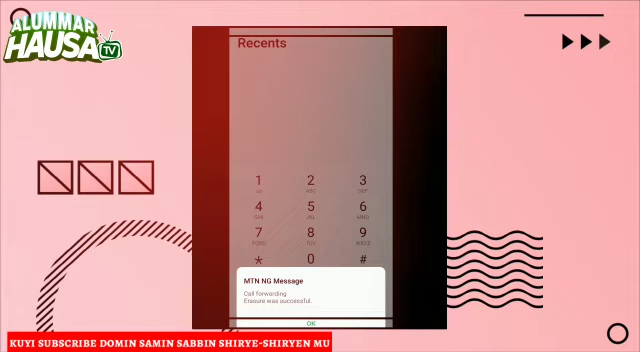 ALUMMAR
HAUSA TV
Recents
1
2
ABC
3
DEF
4
GHI
5
JKL
6
MNO
7
PQRS
8
TUV
9
WXYZ
*
0
#
MTN NG Message
Call forwarding
Erasure was successful.
OK
KUYI SUBSCRIBE DOMIN SAMIN SABBIN SHIRYE-SHIRYEN MU